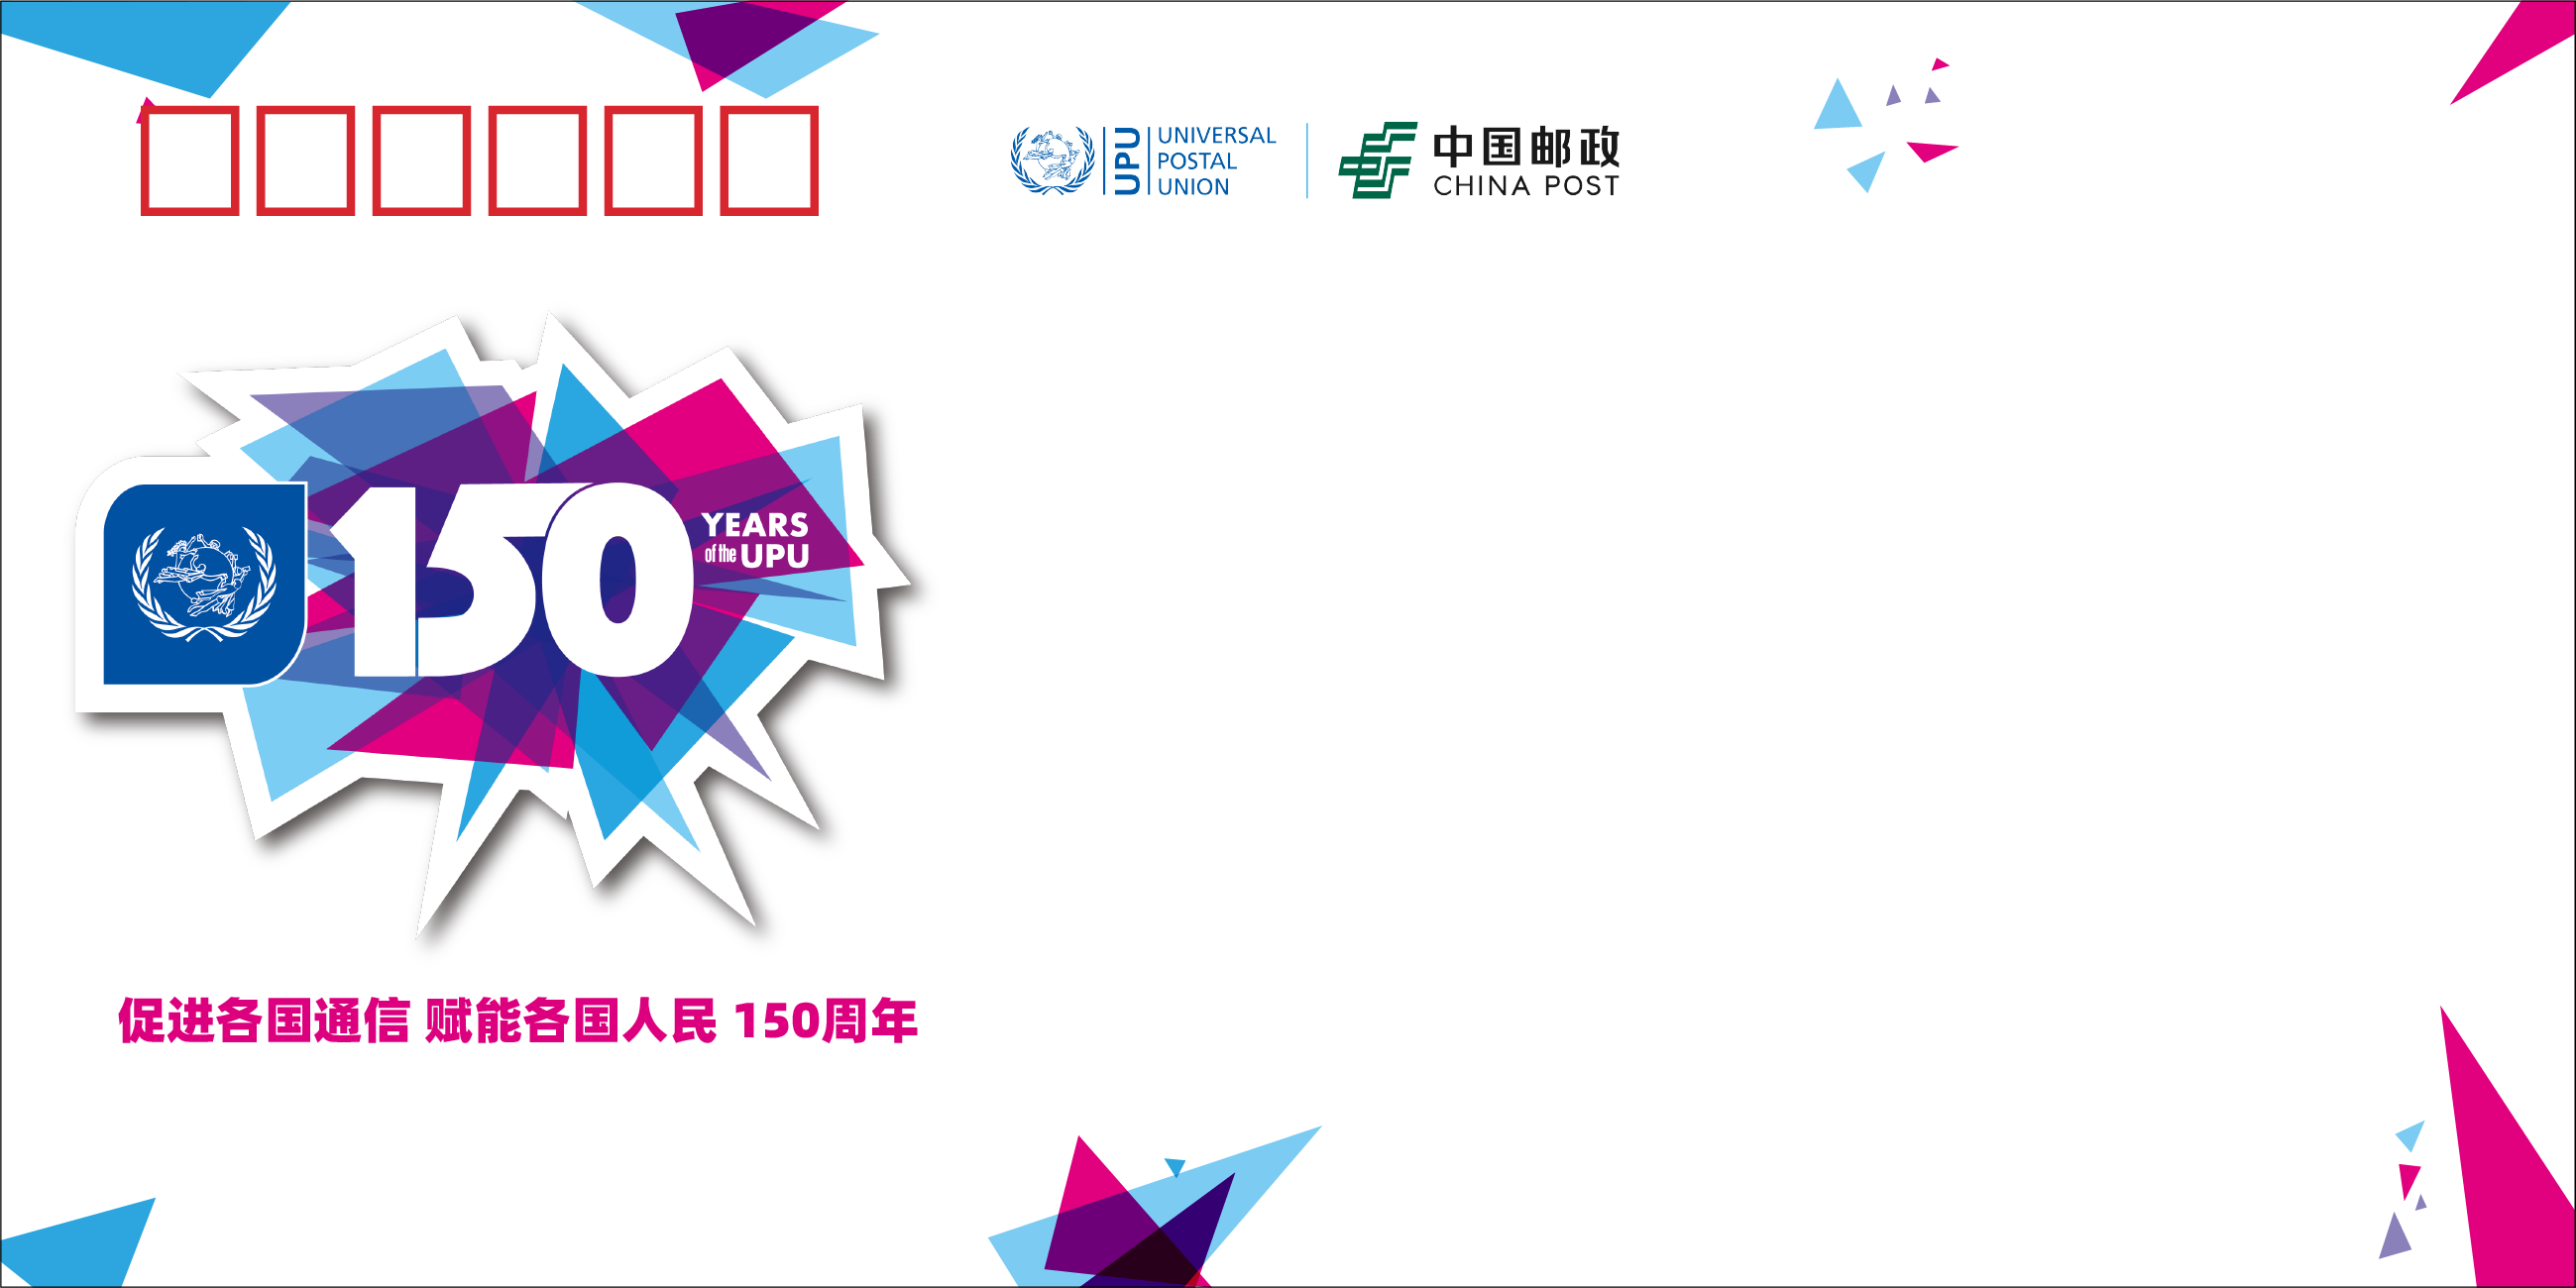 UPU
UNIVERSAL
POSTAL
UNION
中国邮政
CHINA POST
150
YEARS
of the UPU
促进各国通信 赋能各国人民 150周年